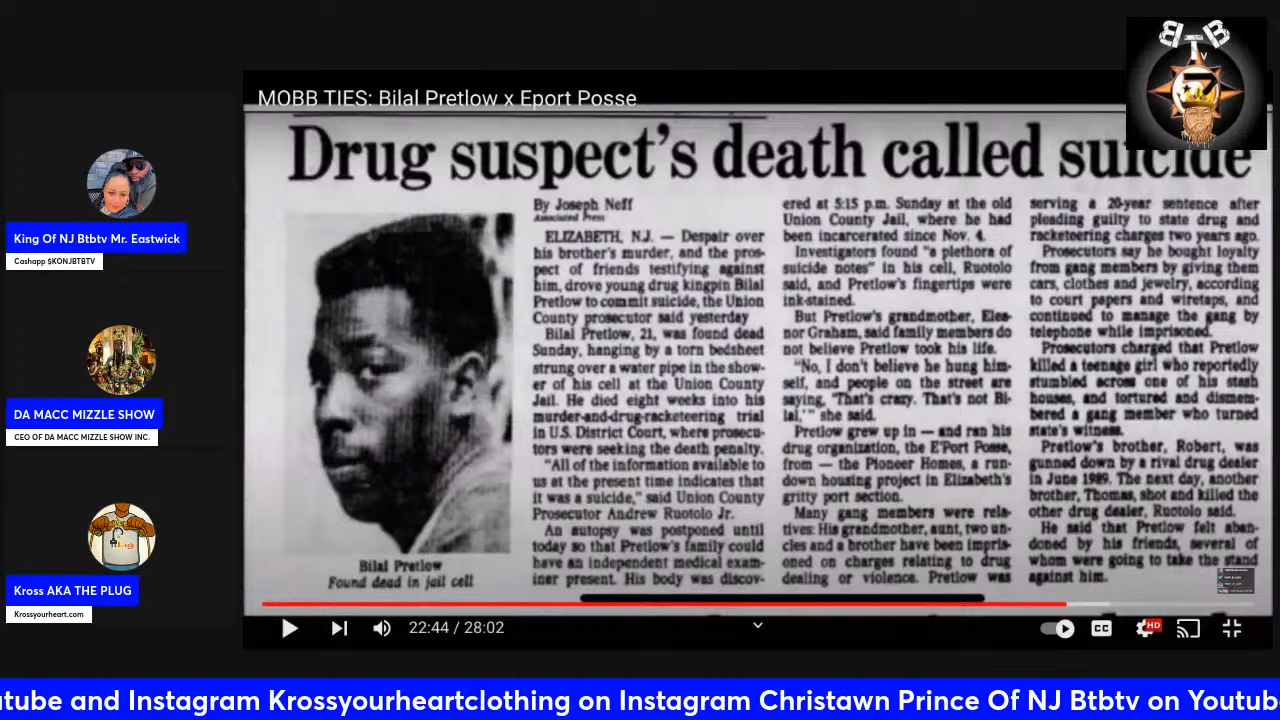 BTB
TV
MOBB TIES: Bilal Pretlow x Eport Posse
King Of NJ Btbtv Mr. Eastwick
Cashapp $KONJBTBTV
DA MACC MIZZLE SHOW
CEO OF DA MACC MIZZLE SHOW INC.
Kross AKA THE PLUG
Krossyourheart.com
Drug suspect's death called suicide
Bilal Pretlow
Found dead in jail cell
By Joseph Neff
Associated Press
ELIZABETH, N.J. — Despair over
his brother's murder, and the pros-
pect of friends testifying against
him, drove young drug kingpin Bilal
Pretlow to commit suicide, the Union
County prosecutor said yesterday
Bilal Pretlow, 21, was found dead
Sunday, hanging by a torn bedsheet
strung over a water pipe in the show-
er of his cell at the Union County
Jail. He died eight weeks into his
murder-and-drug-racketeering trial
in U.S. District Court, where prosecu-
tors were seeking the death penalty.
"All of the information available to
us at the present time indicates that
it was a suicide," said Union County
Prosecutor Andrew Ruotolo Jr.
An autopsy was postponed until
today so that Pretlow's family could
have an independent medical exam-
iner present. His body was discov-
ered at 5:15 p.m. Sunday at the old
Union County Jail, where he had
been incarcerated since Nov. 4.
Investigators found "a plethora of
suicide notes" in his cell, Ruotolo
said, and Pretlow's fingertips were
ink-stained.
But Pretlow's grandmother, Elea-
nor Graham, said family members do
not believe Pretlow took his life.
"No, I don't believe he hung him-
self, and people on the street are
saying, 'That's crazy. That's not Bi-
lal,' " she said.
Pretlow grew up in — and ran his
drug organization, the E'Port Posse,
from — the Pioneer Homes, a run-
down housing project in Elizabeth's
gritty port section.
Many gang members were rela-
tives: His grandmother, aunt, two un-
cles and a brother have been impris-
oned on charges relating to drug
dealing or violence. Pretlow was
serving a 20-year sentence after
pleading guilty to state drug and
racketeering charges two years ago.
Prosecutors say he bought loyalty
from gang members by giving them
cars, clothes and jewelry, according
to court papers and wiretaps, and
continued to manage the gang by
telephone while imprisoned.
Prosecutors charged that Pretlow
killed a teenage girl who reportedly
stumbled across one of his stash
houses, and tortured and dismem-
bered a gang member who turned
state's witness.
Pretlow's brother, Robert, was
gunned down by a rival drug dealer
in June 1989. The next day, another
brother, Thomas, shot and killed the
other drug dealer, Ruotolo said.
He said that Pretlow felt aban-
doned by his friends, several of
whom were going to take the stand
against him.
22:44 / 28:02
CC
HD
utube and Instagram Krossyourheartclothing on Instagram Christawn Prince Of NJ Btbtv on Youtub